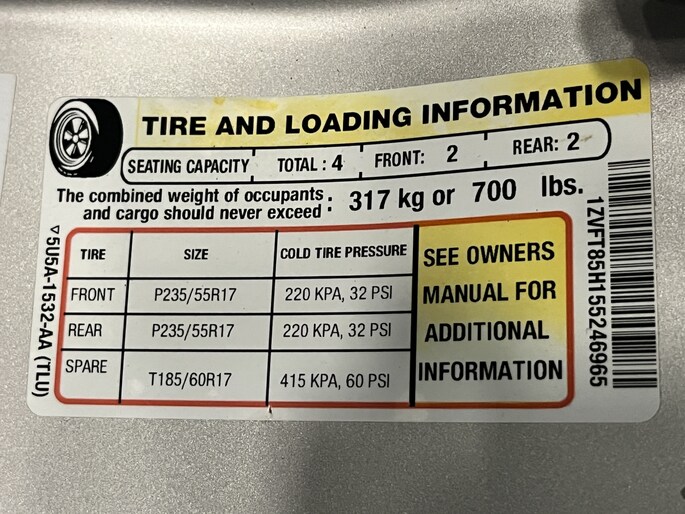 TIRE AND LOADING INFORMATION
SEATING CAPACITY TOTAL : 4 FRONT: 2 REAR: 2
The combined weight of occupants and cargo should never exceed : 317 kg or 700 lbs.
TIRE SIZE COLD TIRE PRESSURE
FRONT P235/55R17 220 KPA, 32 PSI
REAR P235/55R17 220 KPA, 32 PSI
SPARE T185/60R17 415 KPA, 60 PSI
SEE OWNERS
MANUAL FOR
ADDITIONAL
INFORMATION
5U5A-1532-AA (TLU)
1ZVFT85H155246965